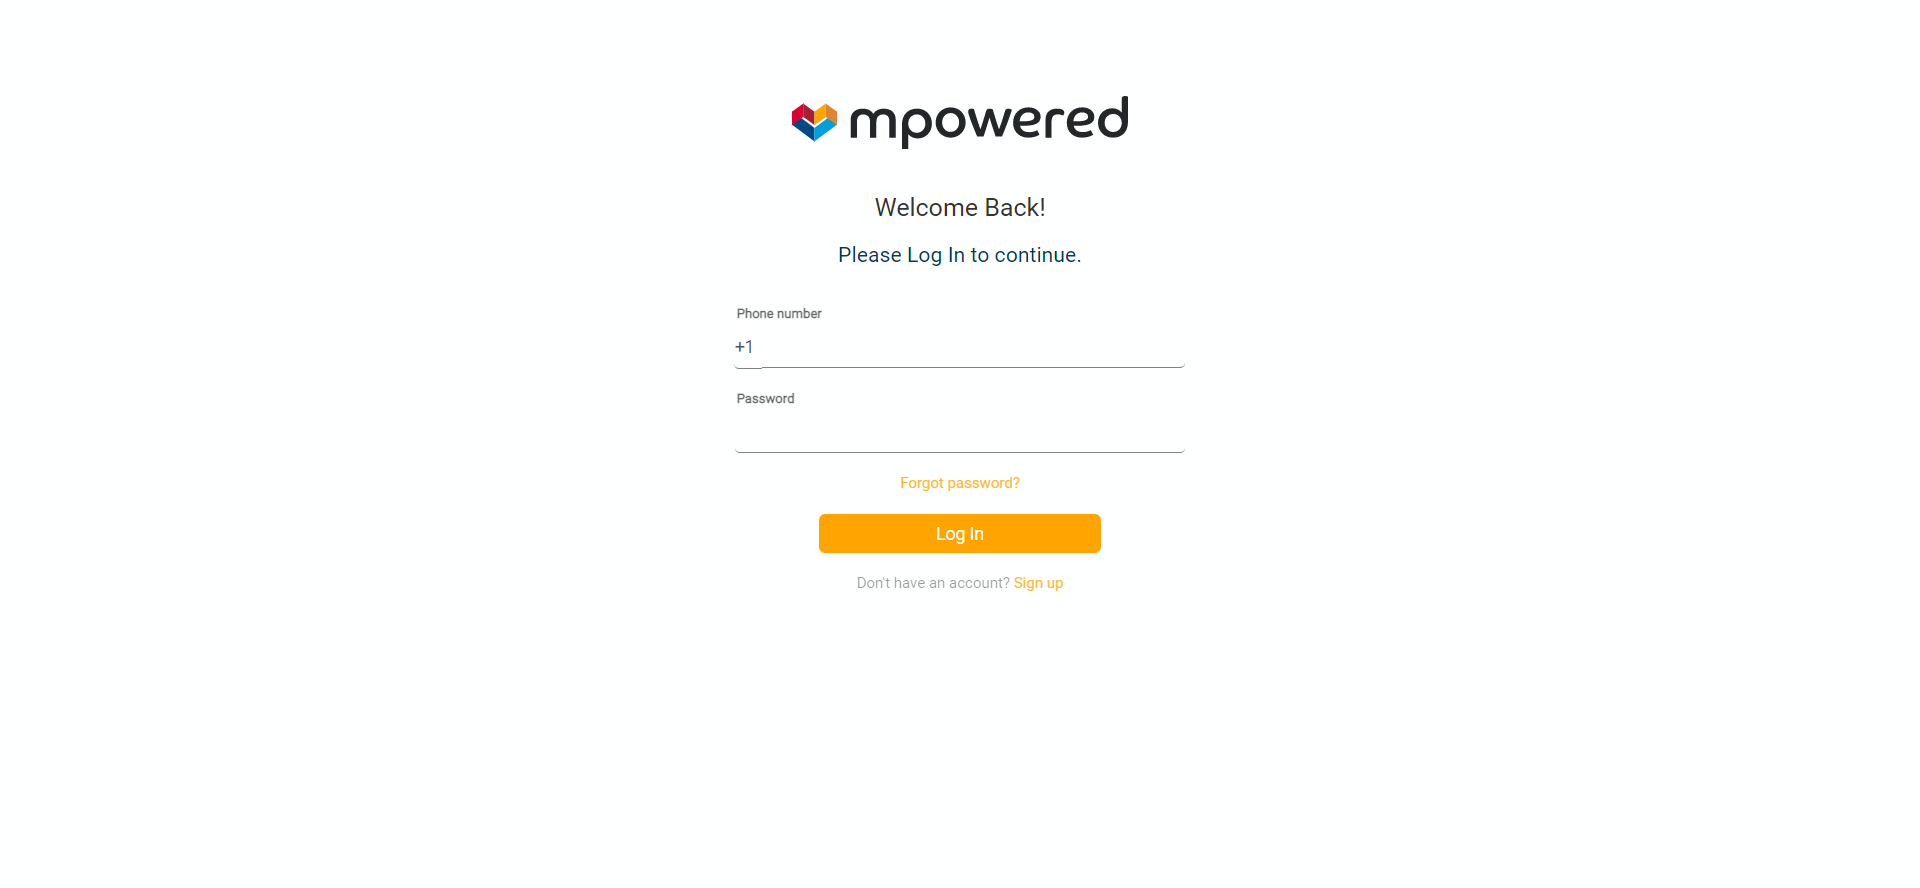 mpowered
Welcome Back!
Please Log In to continue.
Phone number
+1
Password
Forgot password?
Log In
Don't have an account? Sign up